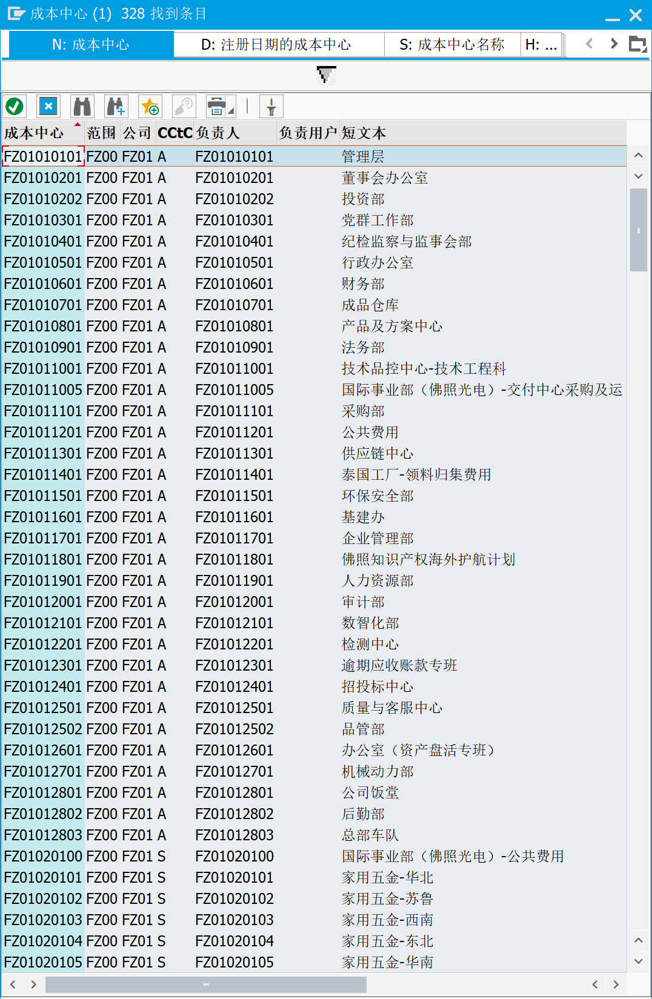 成本中心 (1)  328 找到条目
N: 成本中心 D: 注册日期的成本中心 S: 成本中心名称 H: ...
成本中心 范围 公司 CCtC 负责人 负责用户 短文本
FZ01010101 FZ00 FZ01 A FZ01010101 管理层
FZ01010201 FZ00 FZ01 A FZ01010201 董事会办公室
FZ01010202 FZ00 FZ01 A FZ01010202 投资部
FZ01010301 FZ00 FZ01 A FZ01010301 党群工作部
FZ01010401 FZ00 FZ01 A FZ01010401 纪检监察与监事会部
FZ01010501 FZ00 FZ01 A FZ01010501 行政办公室
FZ01010601 FZ00 FZ01 A FZ01010601 财务部
FZ01010701 FZ00 FZ01 A FZ01010701 成品仓库
FZ01010801 FZ00 FZ01 A FZ01010801 产品及方案中心
FZ01010901 FZ00 FZ01 A FZ01010901 法务部
FZ01011001 FZ00 FZ01 A FZ01011001 技术品控中心-技术工程科
FZ01011005 FZ00 FZ01 A FZ01011005 国际事业部（佛照光电）-交付中心采购及运
FZ01011101 FZ00 FZ01 A FZ01011101 采购部
FZ01011201 FZ00 FZ01 A FZ01011201 公共费用
FZ01011301 FZ00 FZ01 A FZ01011301 供应链中心
FZ01011401 FZ00 FZ01 A FZ01011401 泰国工厂-领料归集费用
FZ01011501 FZ00 FZ01 A FZ01011501 环保安全部
FZ01011601 FZ00 FZ01 A FZ01011601 基建办
FZ01011701 FZ00 FZ01 A FZ01011701 企业管理部
FZ01011801 FZ00 FZ01 A FZ01011801 佛照知识产权海外护航计划
FZ01011901 FZ00 FZ01 A FZ01011901 人力资源部
FZ01012001 FZ00 FZ01 A FZ01012001 审计部
FZ01012101 FZ00 FZ01 A FZ01012101 数智化部
FZ01012201 FZ00 FZ01 A FZ01012201 检测中心
FZ01012301 FZ00 FZ01 A FZ01012301 逾期应收账款专班
FZ01012401 FZ00 FZ01 A FZ01012401 招投标中心
FZ01012501 FZ00 FZ01 A FZ01012501 质量与客服中心
FZ01012502 FZ00 FZ01 A FZ01012502 品管部
FZ01012601 FZ00 FZ01 A FZ01012601 办公室（资产盘活专班）
FZ01012701 FZ00 FZ01 A FZ01012701 机械动力部
FZ01012801 FZ00 FZ01 A FZ01012801 公司饭堂
FZ01012802 FZ00 FZ01 A FZ01012802 后勤部
FZ01012803 FZ00 FZ01 A FZ01012803 总部车队
FZ01020100 FZ00 FZ01 S FZ01020100 国际事业部（佛照光电）-公共费用
FZ01020101 FZ00 FZ01 S FZ01020101 家用五金-华北
FZ01020102 FZ00 FZ01 S FZ01020102 家用五金-苏鲁
FZ01020103 FZ00 FZ01 S FZ01020103 家用五金-西南
FZ01020104 FZ00 FZ01 S FZ01020104 家用五金-东北
FZ01020105 FZ00 FZ01 S FZ01020105 家用五金-华南